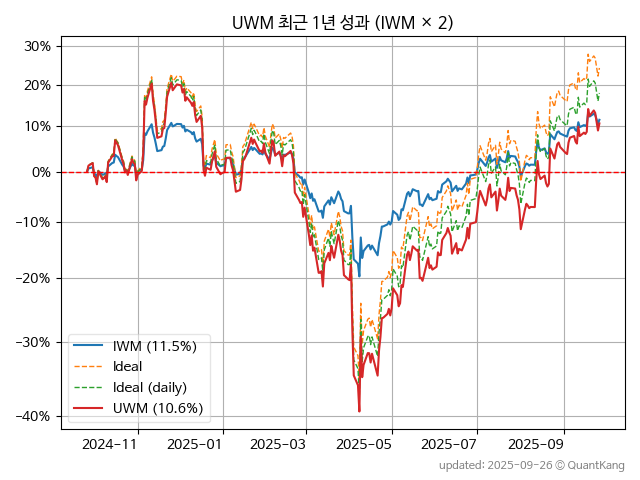 UWM 최근 1년 성과 (IWM × 2)
30%
20%
10%
0%
−10%
−20%
−30%
−40%
IWM (11.5%)
Ideal
Ideal (daily)
UWM (10.6%)
2024-11
2025-01
2025-03
2025-05
2025-07
2025-09
updated: 2025-09-26 © QuantKang